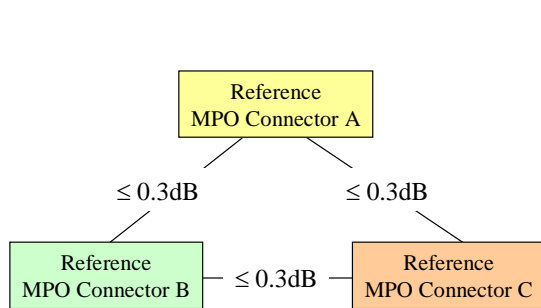 Reference
MPO Connector A
≤ 0.3dB
≤ 0.3dB
Reference
MPO Connector B
≤ 0.3dB
Reference
MPO Connector C